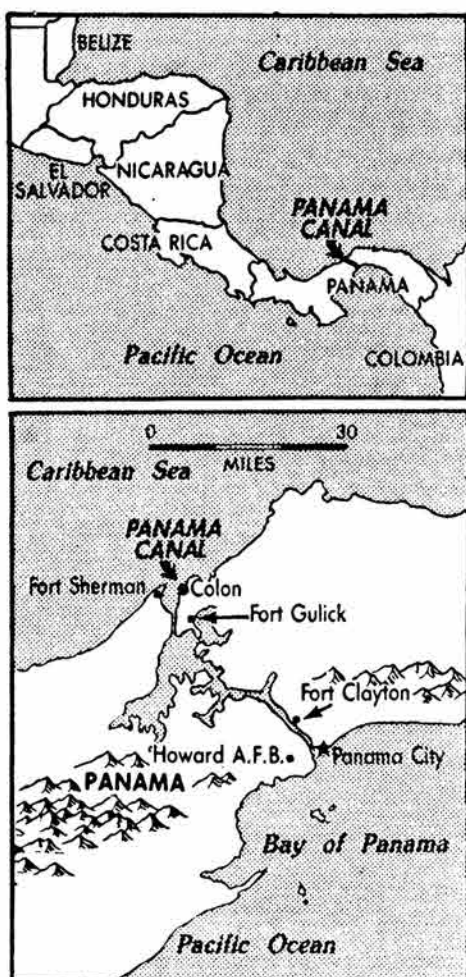 BELIZE
Caribbean Sea
HONDURAS
EL
SALVADOR
NICARAGUA
PANAMA
CANAL
COSTA RICA
PANAMA
Pacific Ocean
COLOMBIA
0 30
MILES
Caribbean Sea
PANAMA
CANAL
Fort Sherman
Colon
Fort Gulick
Fort Clayton
Howard A.F.B.
Panama City
PANAMA
Bay of Panama
Pacific Ocean